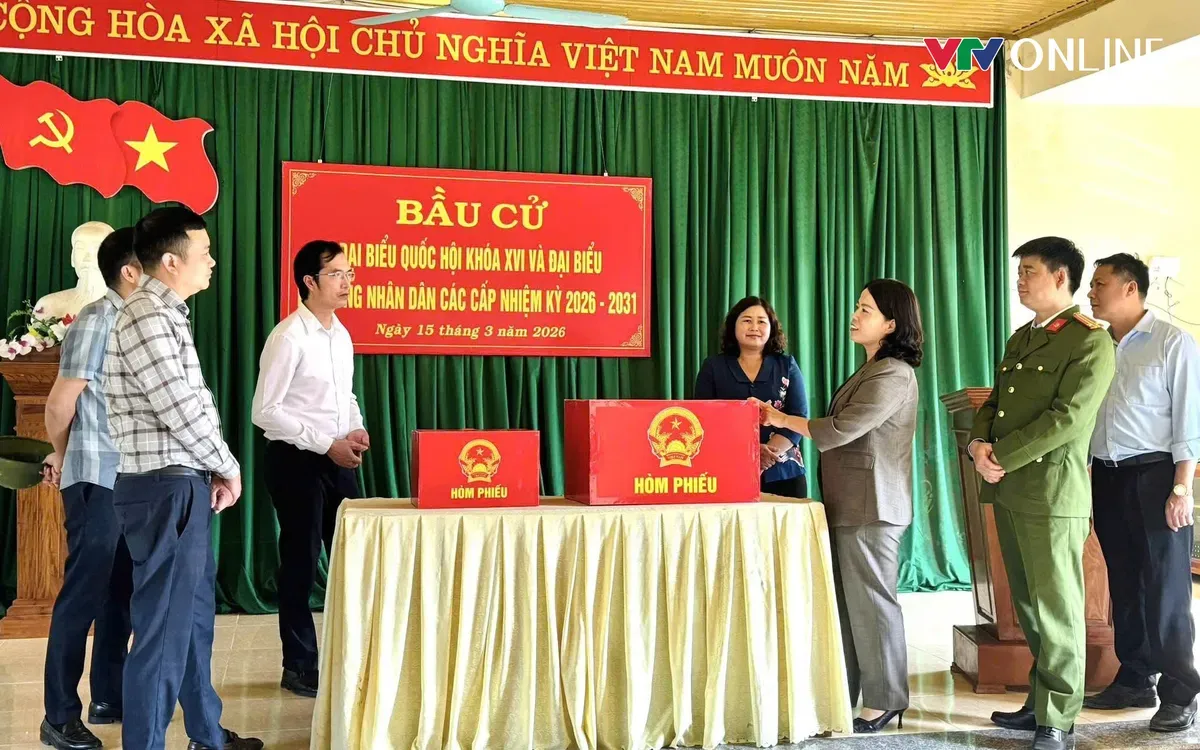 CỘNG HÒA XÃ HỘI CHỦ NGHĨA VIỆT NAM MUÔN NĂM
VTV ONLINE
BẦU CỬ
ĐẠI BIỂU QUỐC HỘI KHÓA XVI VÀ ĐẠI BIỂU
NHÂN DÂN CÁC CẤP NHIỆM KỲ 2026 - 2031
Ngày 15 tháng 3 năm 2026
HÒM PHIẾU
HÒM PHIẾU